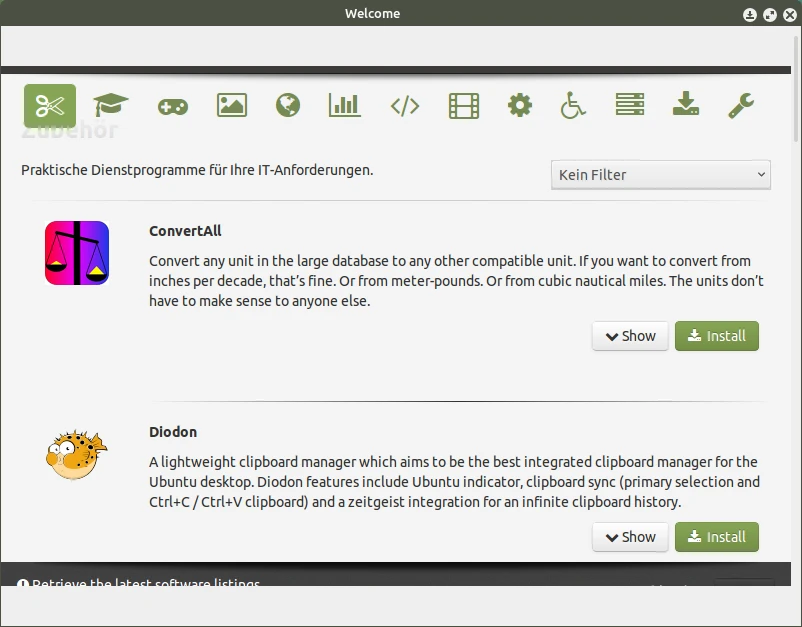 Welcome
Zubehör
Praktische Dienstprogramme für Ihre IT-Anforderungen.
Kein Filter
ConvertAll
Convert any unit in the large database to any other compatible unit. If you want to convert from
inches per decade, that's fine. Or from meter-pounds. Or from cubic nautical miles. The units don't
have to make sense to anyone else.
Show Install
Diodon
A lightweight clipboard manager which aims to be the best integrated clipboard manager for the
Ubuntu desktop. Diodon features include Ubuntu indicator, clipboard sync (primary selection and
Ctrl+C / Ctrl+V clipboard) and a zeitgeist integration for an infinite clipboard history.
Show Install
Retrieve the latest software listings